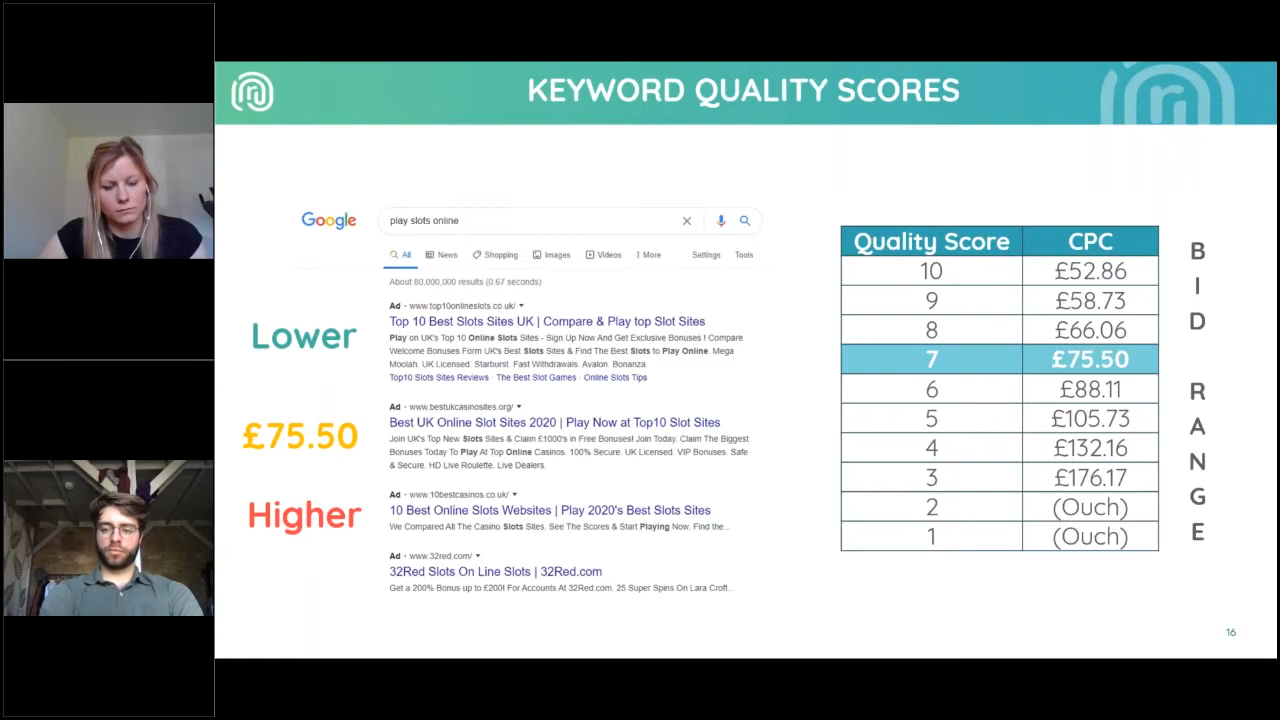 KEYWORD QUALITY SCORES
Google
play slots online
All
News
Shopping
Images
Videos
More
Settings
Tools
About 60,000,000 results (0.67 seconds)
Lower
Ad · www.top10onlineslots.co.uk/
Top 10 Best Slots Sites UK | Compare & Play top Slot Sites
Play on UK's Top 10 Online Slots Sites - Sign Up Now And Get Exclusive Bonuses ! Compare
Welcome Bonuses Form UK's Best Slots Sites & Find The Best Slots to Play Online. Mega
Moolah. UK Licensed. Starburst. Fast Withdrawals. Avalon. Bonanza.
Top10 Slots Sites Reviews · The Best Slot Games · Online Slots Tips
£75.50
Ad · www.bestukcasinosites.org/
Best UK Online Slot Sites 2020 | Play Now at Top10 Slot Sites
Join UK's Top New Slots Sites & Claim £1000's in Free Bonuses! Join Today. Claim The Biggest
Bonuses Today To Play At Top Online Casinos. 100% Secure. UK Licensed. VIP Bonuses. Safe
& Secure. HD Live Roulette. Live Dealers.
Higher
Ad · www.10bestcasinos.co.uk/
10 Best Online Slots Websites | Play 2020's Best Slots Sites
We Compared All The Casino Slots Sites. See The Scores & Start Playing Now. Find the...
Ad · www.32red.com/
32Red Slots On Line Slots | 32Red.com
Get a 200% Bonus up to £200! For Accounts At 32Red.com. 25 Super Spins On Lara Croft...
Quality Score CPC
10 £52.86
9 £58.73
8 £66.06
7 £75.50
6 £88.11
5 £105.73
4 £132.16
3 £176.17
2 (Ouch)
1 (Ouch)
BID RANGE
16